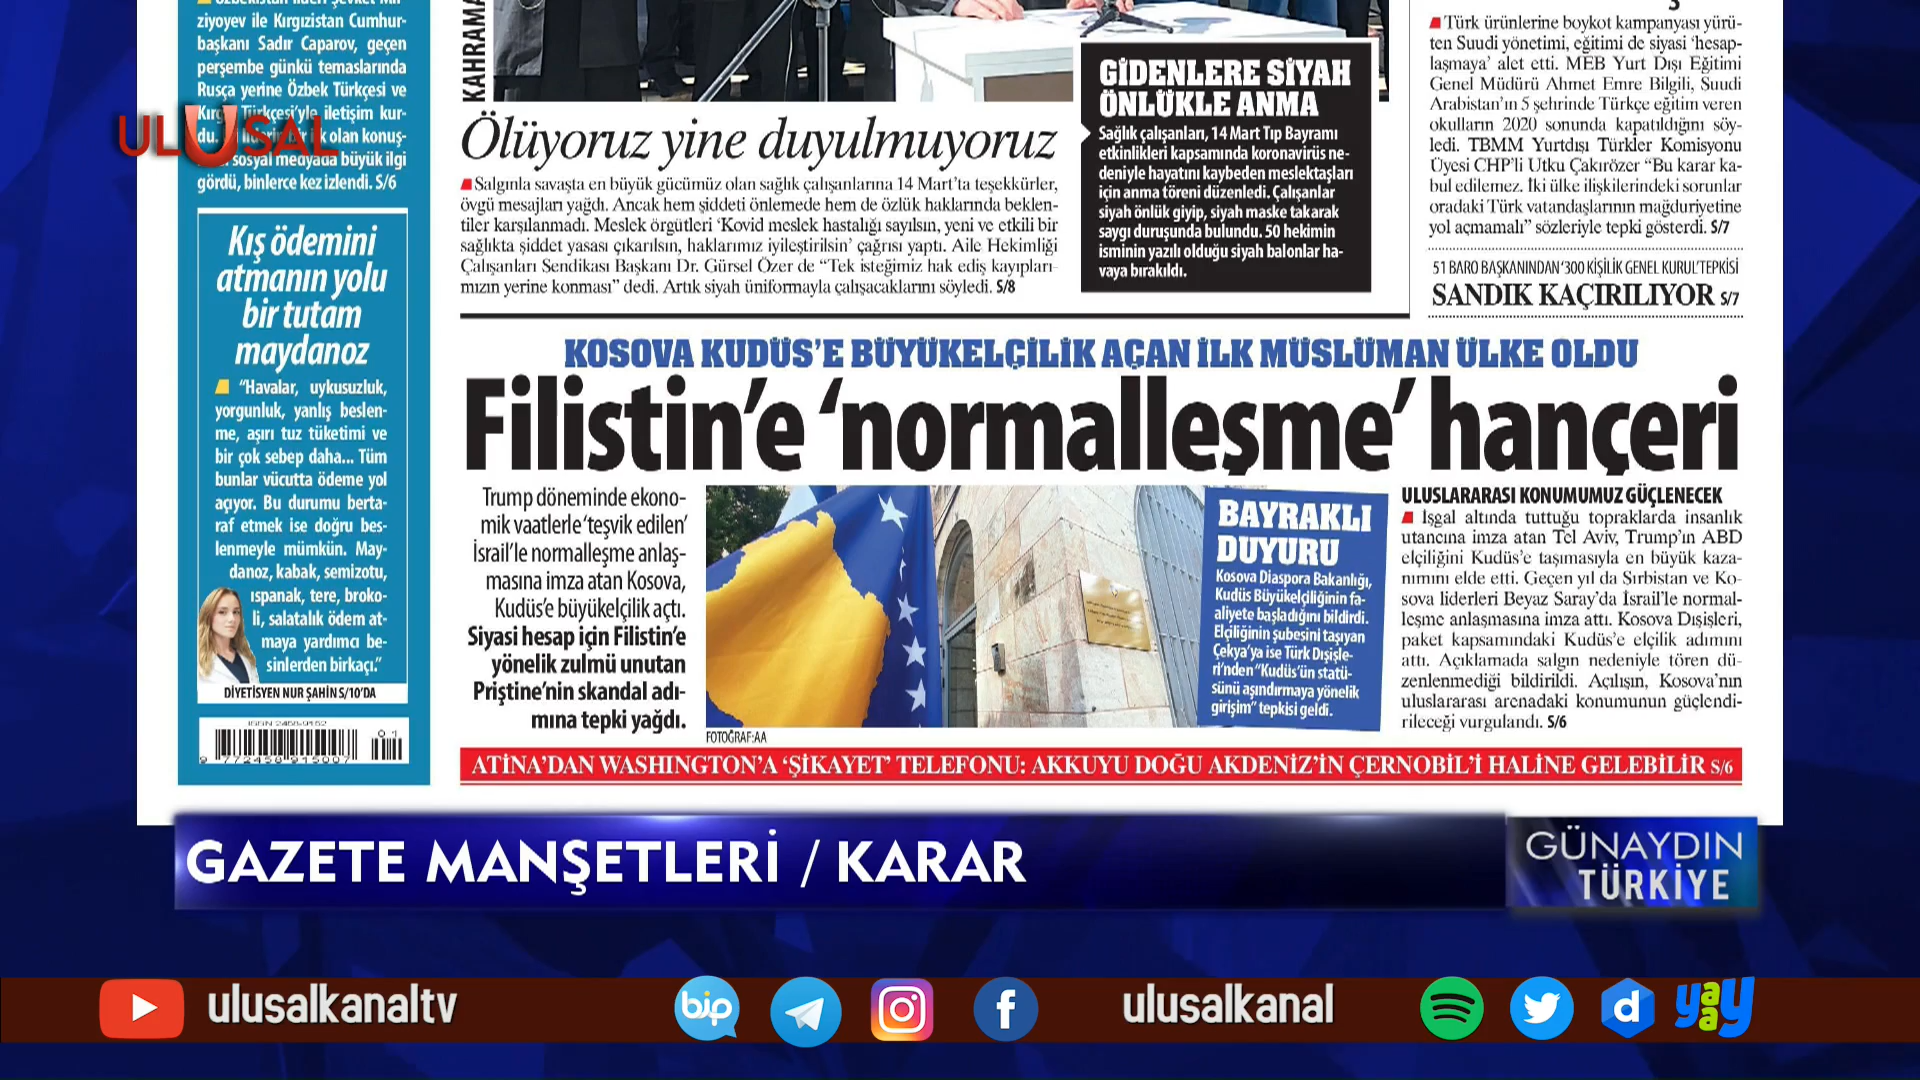 ziyoyev ile Kırgızistan Cumhur-
başkanı Sadır Caparov, geçen
perşembe günkü temaslarında
Rusça yerine Özbek Türkçesi ve
Türkçesi'yle iletişim kur-
olan konuş-
sosyal medyada büyük ilgi
gördü, binlerce kez izlendi. S/6
ULUSAL
Kış ödemini
atmanın yolu
bir tutam
maydanoz
"Havalar, uykusuzluk,
yorgunluk, yanlış beslen-
me, aşırı tuz tüketimi ve
bir çok sebep daha... Tüm
bunlar vücutta ödeme yol
açıyor. Bu durumu berta-
raf etmek ise doğru bes-
lenmeyle mümkün. May-
danoz, kabak, semizotu,
ıspanak, tere, broko-
li, salatalık ödem at-
maya yardımcı be-
sinlerden birkaçı."
DİYETİSYEN NUR ŞAHİN S/10'DA
KAHRAMA
Ölüyoruz yine duyulmuyoruz
Salgınla savaşta en büyük gücümüz olan sağlık çalışanlarına 14 Mart'ta teşekkürler,
övgü mesajları yağdı. Ancak hem şiddeti önlemede hem de özlük haklarında beklen-
tiler karşılanmadı. Meslek örgütleri 'Kovid meslek hastalığı sayılsın, yeni ve etkili bir
sağlıkta şiddet yasası çıkarılsın, haklarımız iyileştirilsin' çağrısı yaptı. Aile Hekimliği
Çalışanları Sendikası Başkanı Dr. Gürsel Özer de "Tek isteğimiz hak ediş kayıpları-
mızın yerine konması" dedi. Artık siyah üniformayla çalışacaklarını söyledi. S/8
GİDENLERE SİYAH
ÖNLÜKLE ANMA
Sağlık çalışanları, 14 Mart Tıp Bayramı
etkinlikleri kapsamında koronavirüs ne-
deniyle hayatını kaybeden meslektaşları
için anma töreni düzenledi. Çalışanlar
siyah önlük giyip, siyah maske takarak
saygı duruşunda bulundu. 50 hekimin
isminin yazılı olduğu siyah balonlar ha-
vaya bırakıldı.
Türk ürünlerine boykot kampanyası yürü-
ten Suudi yönetimi, eğitimi de siyasi 'hesap-
laşmaya' alet etti. MEB Yurt Dışı Eğitimi
Genel Müdürü Ahmet Emre Bilgili, Suudi
Arabistan'ın 5 şehrinde Türkçe eğitim veren
okulların 2020 sonunda kapatıldığını söy-
ledi. TBMM Yurtdışı Türkler Komisyonu
Üyesi CHP'li Utku Çakırözer "Bu karar ka-
bul edilemez. İki ülke ilişkilerindeki sorunlar
oradaki Türk vatandaşlarının mağduriyetine
yol açmamalı" sözleriyle tepki gösterdi. S/7
51 BARO BAŞKANINDAN '300 KİŞİLİK GENEL KURUL' TEPKİSİ
SANDIK KAÇIRILIYOR S/7
KOSOVA KUDÜS'E BÜYÜKELÇİLİK AÇAN İLK MÜSLÜMAN ÜLKE OLDU
Filistin'e 'normalleşme' hançeri
Trump döneminde ekono-
mik vaatlerle 'teşvik edilen'
İsrail'le normalleşme anlaş-
masına imza atan Kosova,
Kudüs'e büyükelçilik açtı.
Siyasi hesap için Filistin'e
yönelik zulmü unutan
Priştine'nin skandal adı-
mına tepki yağdı.
FOTOĞRAF:AA
BAYRAKLI
DUYURU
Kosova Diaspora Bakanlığı,
Kudüs Büyükelçiliğinin fa-
aliyete başladığını bildirdi.
Elçiliğinin şubesini taşıyan
Çekya'ya ise Türk Dışişle-
ri'nden "Kudüs'ün statü-
sünü aşındırmaya yönelik
girişim" tepkisi geldi.
ULUSLARARASI KONUMUMUZ GÜÇLENECEK
İşgal altında tuttuğu topraklarda insanlık
utancına imza atan Tel Aviv, Trump'ın ABD
elçiliğini Kudüs'e taşımasıyla en büyük kaza-
nımını elde etti. Geçen yıl da Sırbistan ve Ko-
sova liderleri Beyaz Saray'da İsrail'le normal-
leşme anlaşmasına imza attı. Kosova Dışişleri,
paket kapsamındaki Kudüs'e elçilik adımını
attı. Açıklamada salgın nedeniyle tören dü-
zenlenmediği bildirildi. Açılışın, Kosova'nın
uluslararası arenadaki konumunun güçlendi-
rileceği vurgulandı. S/6
ATİNA'DAN WASHINGTON'A 'ŞİKAYET' TELEFONU: AKKUYU DOĞU AKDENİZ'İN ÇERNOBİL'İ HALİNE GELEBİLİR S/6
GAZETE MANŞETLERİ / KARAR
GÜNAYDIN
TÜRKİYE
ulusalkanaltv
bip
ulusalkanal
d
yaay